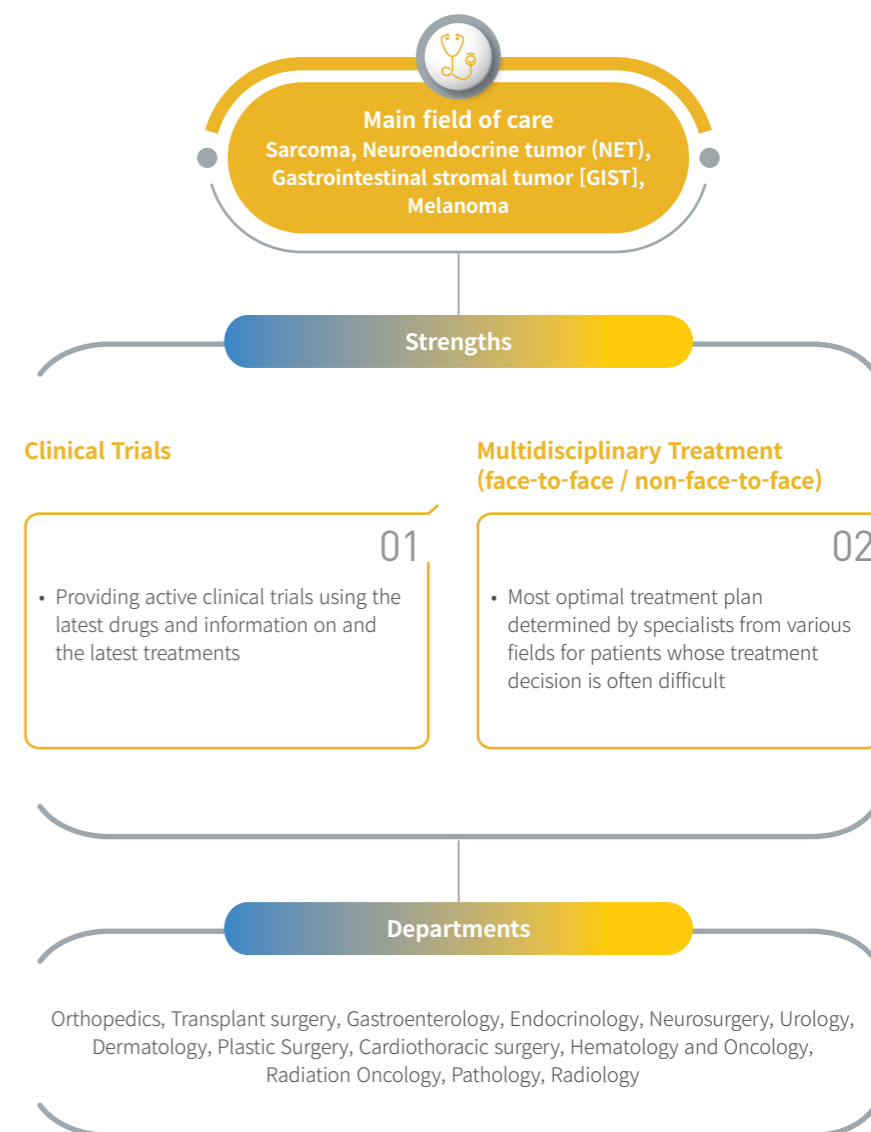 Main field of care
Sarcoma, Neuroendocrine tumor (NET),
Gastrointestinal stromal tumor [GIST],
Melanoma
Strengths
Clinical Trials
01
• Providing active clinical trials using the
latest drugs and information on and
the latest treatments
Multidisciplinary Treatment
(face-to-face / non-face-to-face)
02
• Most optimal treatment plan
determined by specialists from various
fields for patients whose treatment
decision is often difficult
Departments
Orthopedics, Transplant surgery, Gastroenterology, Endocrinology, Neurosurgery, Urology,
Dermatology, Plastic Surgery, Cardiothoracic surgery, Hematology and Oncology,
Radiation Oncology, Pathology, Radiology